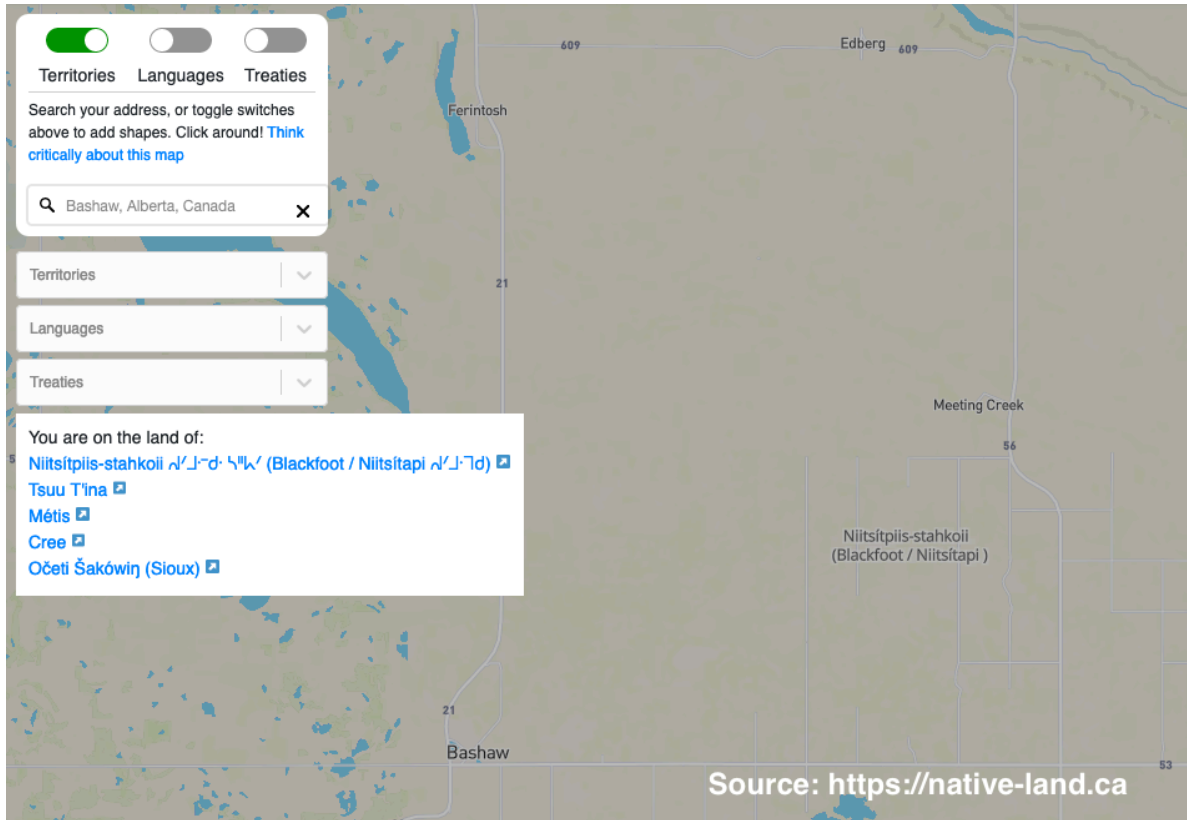 Territories Languages Treaties
Search your address, or toggle switches
above to add shapes. Click around! Think
critically about this map
Bashaw, Alberta, Canada
Territories
Languages
Treaties
You are on the land of:
Niitsítpiis-stahkoii ᖹᐟᒧᐧᐨᑯᐧ ᓴᐦᖾᐟ (Blackfoot / Niitsítapi ᖹᐟᒧᐧᒣᑯ)
Tsuu T'ina
Métis
Cree
Očeti Šakówiŋ (Sioux)
609
Edberg
609
Ferintosh
21
Meeting Creek
56
5
Niitsítpiis-stahkoii
(Blackfoot / Niitsítapi )
21
Bashaw
53
Source: https://native-land.ca